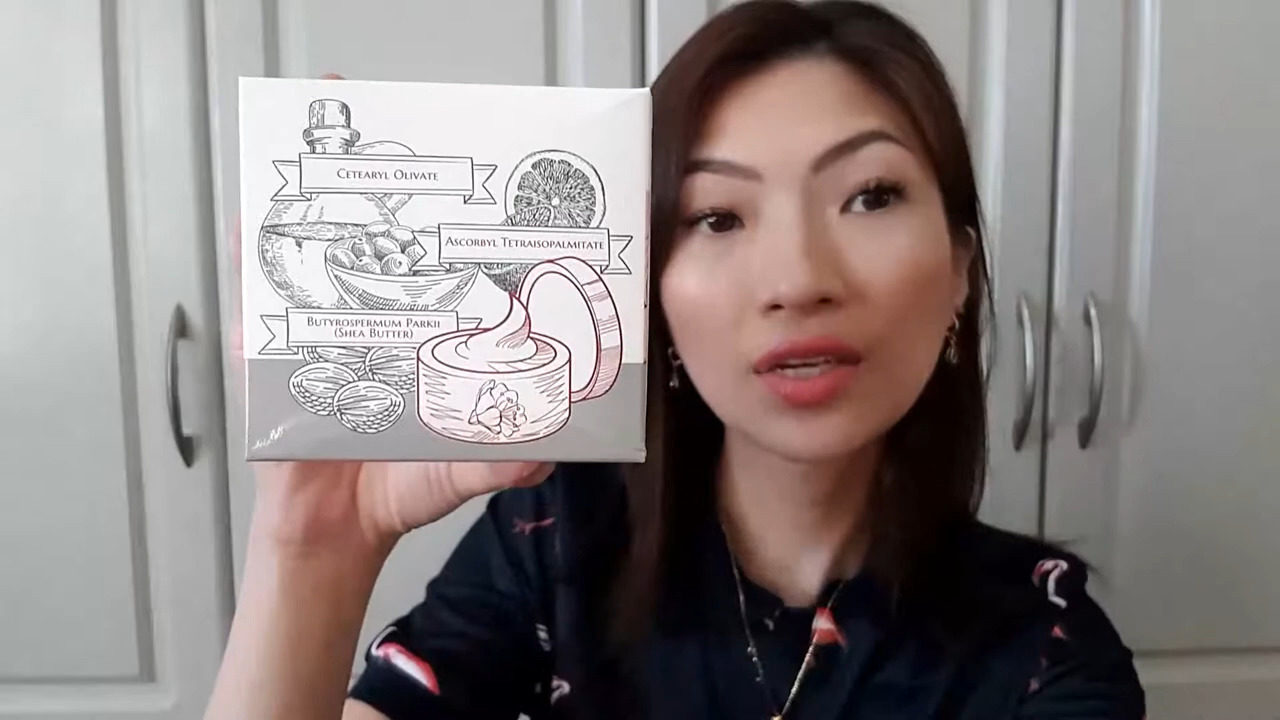 CETEARYL OLIVATE
ASCORBYL TETRAISOPALMITATE
BUTYROSPERMUM PARKII
(SHEA BUTTER)